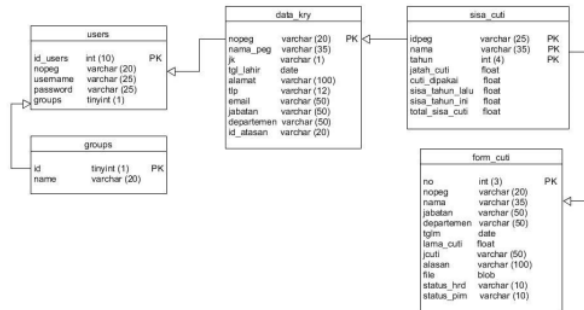 users
id_users int (10) PK
nopeg varchar (20)
username varchar (25)
password varchar (25)
groups tinyint (1)
groups
id tinyint (1) PK
name varchar (20)
data_kry
nopeg varchar (20) PK
nama_peg varchar (35)
jk varchar (1)
tgl_lahir date
alamat varchar (100)
tlp varchar (12)
email varchar (50)
jabatan varchar (50)
departemen varchar (50)
id_atasan varchar (20)
sisa_cuti
idpeg varchar (25) PK
nama varchar (35) PK
tahun int (4) PK
jatah_cuti float
cuti_dipakai float
sisa_tahun_lalu float
sisa_tahun_ini float
total_sisa_cuti float
form_cuti
no int (3) PK
nopeg varchar (20)
nama varchar (35)
jabatan varchar (50)
departemen varchar (50)
tglm date
lama_cuti float
jcuti varchar (50)
alasan varchar (100)
file blob
status_hrd varchar (10)
status_pim varchar (10)